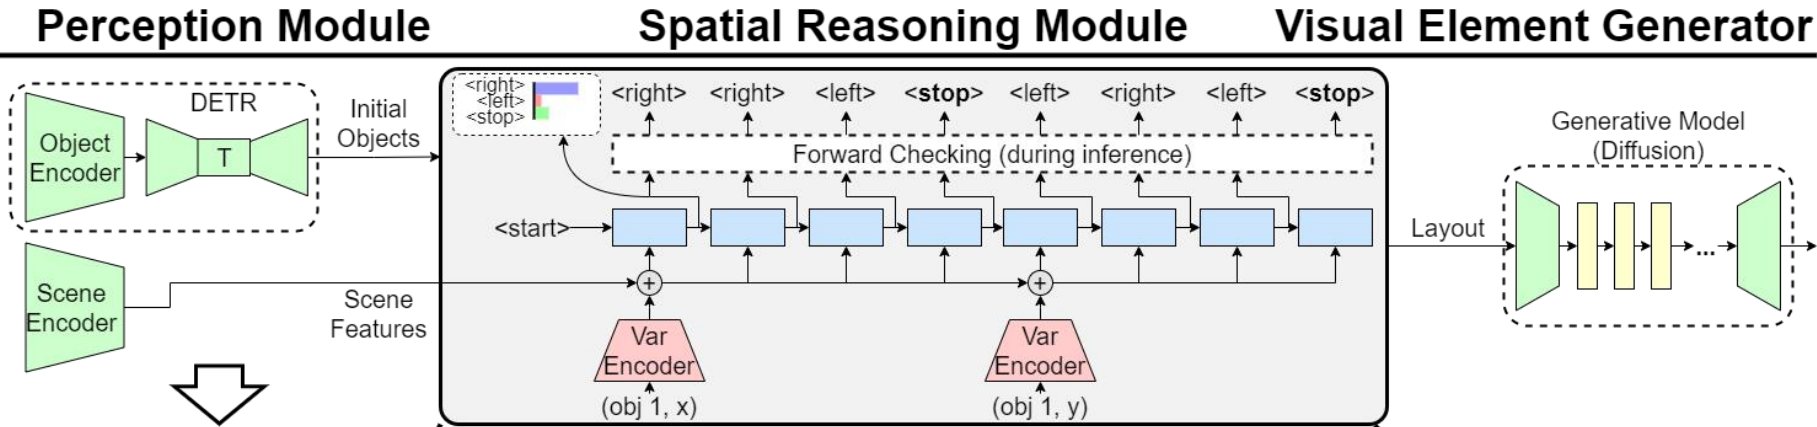 Perception Module
Spatial Reasoning Module
Visual Element Generator
DETR
Object
Encoder
T
Initial
Objects
Scene
Encoder
Scene
Features
<right>
<left>
<stop>
<right> <right> <left> <stop> <left> <right> <left> <stop>
Forward Checking (during inference)
<start>
+
+
Var
Encoder
(obj 1, x)
Var
Encoder
(obj 1, y)
Layout
Generative Model
(Diffusion)
...